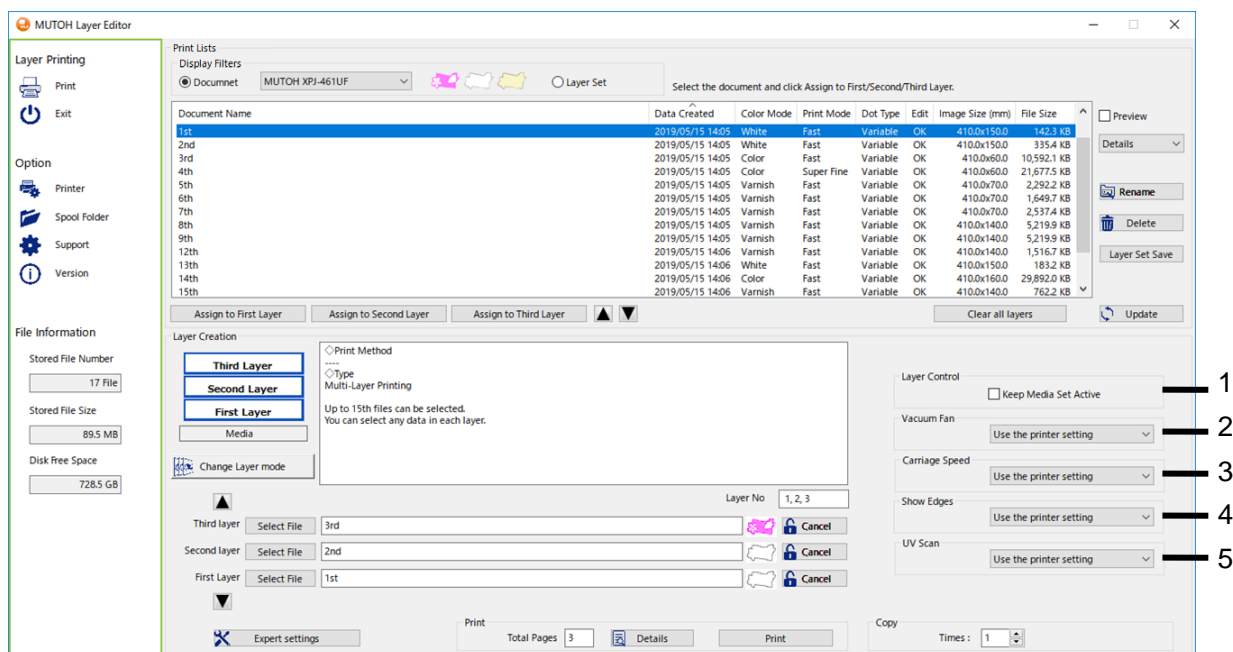 MUTOH Layer Editor
Layer Printing
Print
Exit
Option
Printer
Spool Folder
Support
Version
File Information
Stored File Number
17 File
Stored File Size
89.5 MB
Disk Free Space
728.5 GB
Print Lists
Display Filters
Documnet MUTOH XPJ-461UF Layer Set
Select the document and click Assign to First/Second/Third Layer.
Document Name Data Created Color Mode Print Mode Dot Type Edit Image Size (mm) File Size
1st 2019/05/15 14:05 White Fast Variable OK 410.0x150.0 142.3 KB
2nd 2019/05/15 14:05 White Fast Variable OK 410.0x150.0 335.4 KB
3rd 2019/05/15 14:05 Color Fast Variable OK 410.0x60.0 10,592.1 KB
4th 2019/05/15 14:05 Color Super Fine Variable OK 410.0x60.0 21,677.5 KB
5th 2019/05/15 14:05 Varnish Fast Variable OK 410.0x70.0 2,292.2 KB
6th 2019/05/15 14:05 Varnish Fast Variable OK 410.0x70.0 1,649.7 KB
7th 2019/05/15 14:05 Varnish Fast Variable OK 410.0x70.0 2,537.4 KB
8th 2019/05/15 14:05 Varnish Fast Variable OK 410.0x140.0 5,219.9 KB
9th 2019/05/15 14:05 Varnish Fast Variable OK 410.0x140.0 5,219.9 KB
12th 2019/05/15 14:06 Varnish Fast Variable OK 410.0x140.0 1,516.7 KB
13th 2019/05/15 14:06 White Fast Variable OK 410.0x150.0 183.2 KB
14th 2019/05/15 14:06 Color Fast Variable OK 410.0x160.0 29,892.0 KB
15th 2019/05/15 14:06 Varnish Fast Variable OK 410.0x140.0 762.2 KB
Preview
Details
Rename
Delete
Layer Set Save
Assign to First Layer Assign to Second Layer Assign to Third Layer Clear all layers Update
Layer Creation
Third Layer
Second Layer
First Layer
Media
Change Layer mode
◇Print Method
----
◇Type
Multi-Layer Printing
Up to 15th files can be selected.
You can select any data in each layer.
Layer No 1, 2, 3
Third layer Select File 3rd Cancel
Second layer Select File 2nd Cancel
First Layer Select File 1st Cancel
Layer Control
Keep Media Set Active
1
Vacuum Fan
Use the printer setting
2
Carriage Speed
Use the printer setting
3
Show Edges
Use the printer setting
4
UV Scan
Use the printer setting
5
Expert settings
Print
Total Pages 3 Details Print
Copy
Times : 1